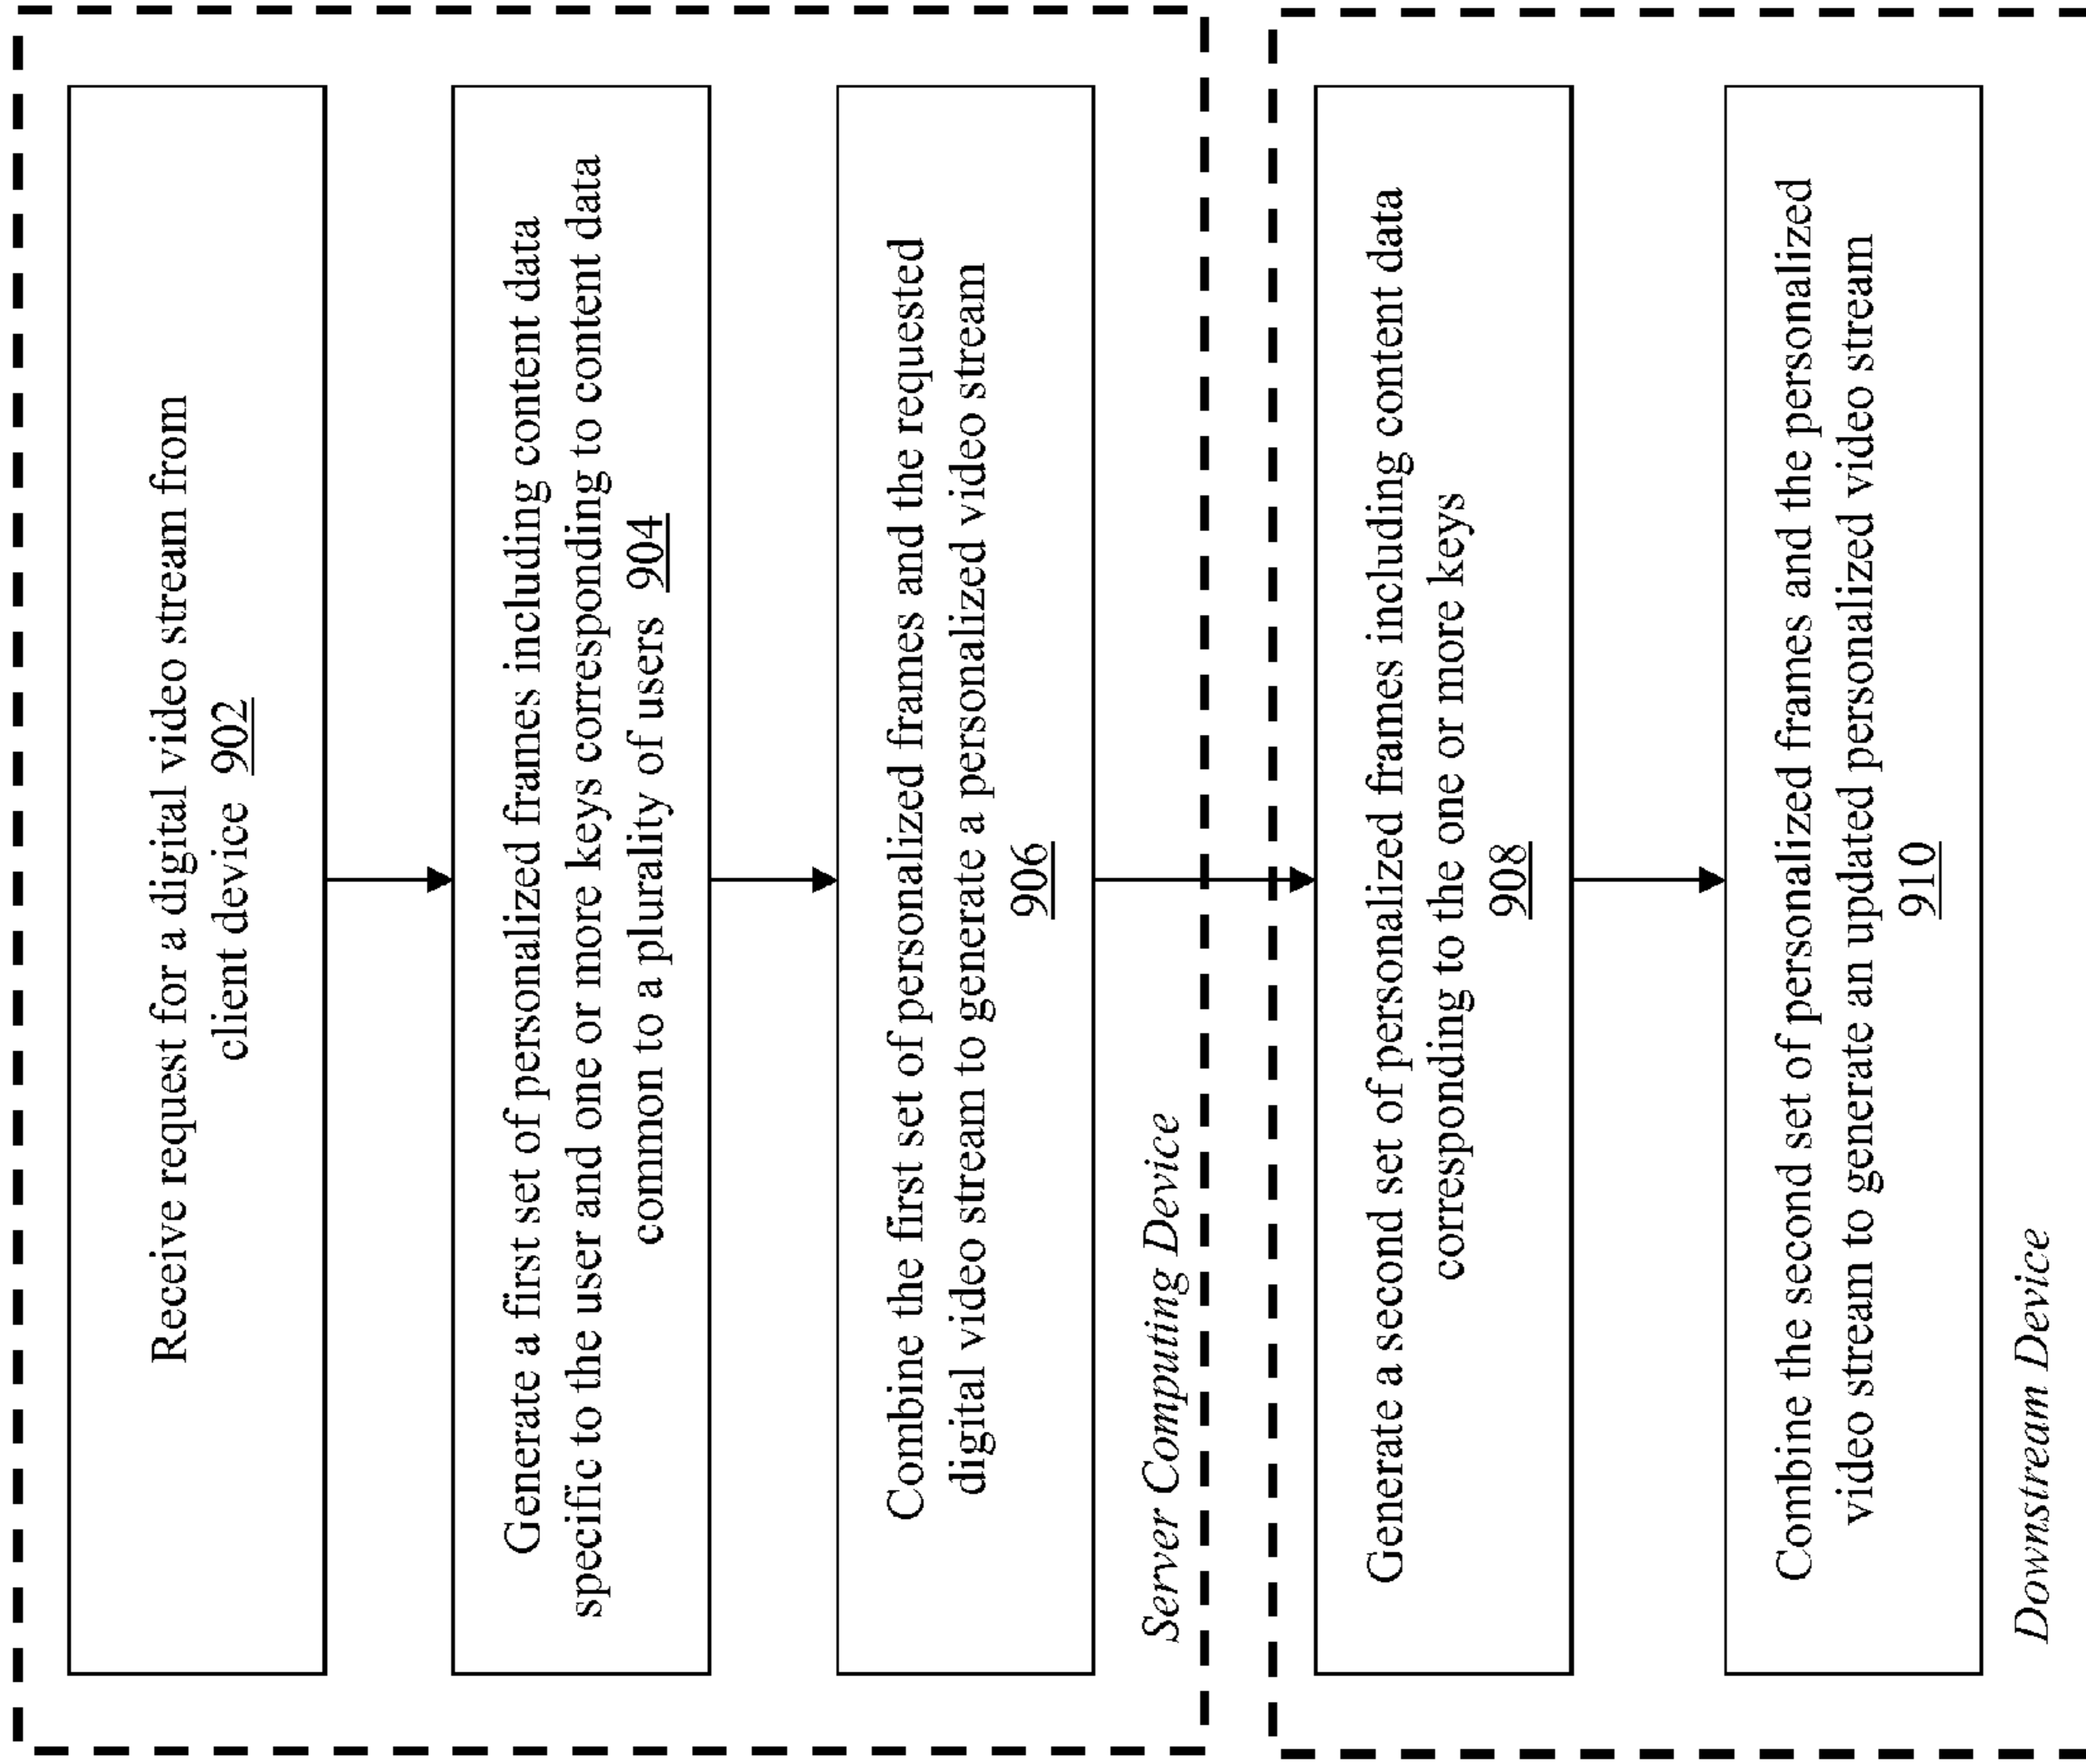 Receive request for a digital video stream from
client device 902
Generate a first set of personalized frames including content data
specific to the user and one or more keys corresponding to content data
common to a plurality of users 904
Combine the first set of personalized frames and the requested
digital video stream to generate a personalized video stream
906
Server Computing Device
Generate a second set of personalized frames including content data
corresponding to the one or more keys
908
Combine the second set of personalized frames and the personalized
video stream to generate an updated personalized video stream
910
Downstream Device